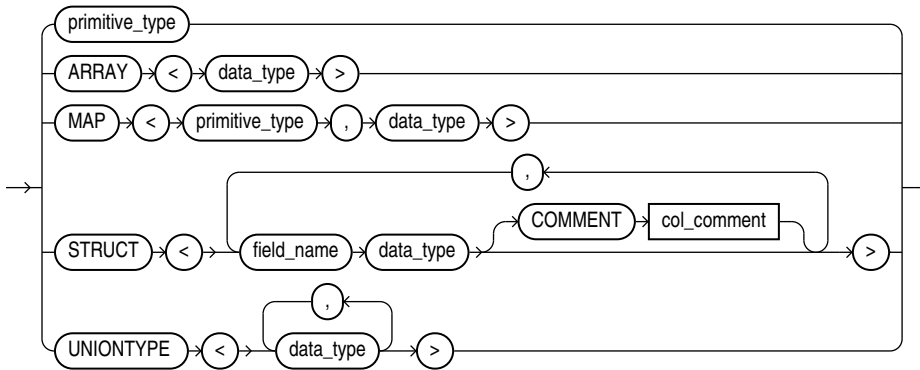 primitive_type
ARRAY < data_type >
MAP < primitive_type , data_type >
,
COMMENT col_comment
STRUCT < field_name data_type >
,
UNIONTYPE < data_type >